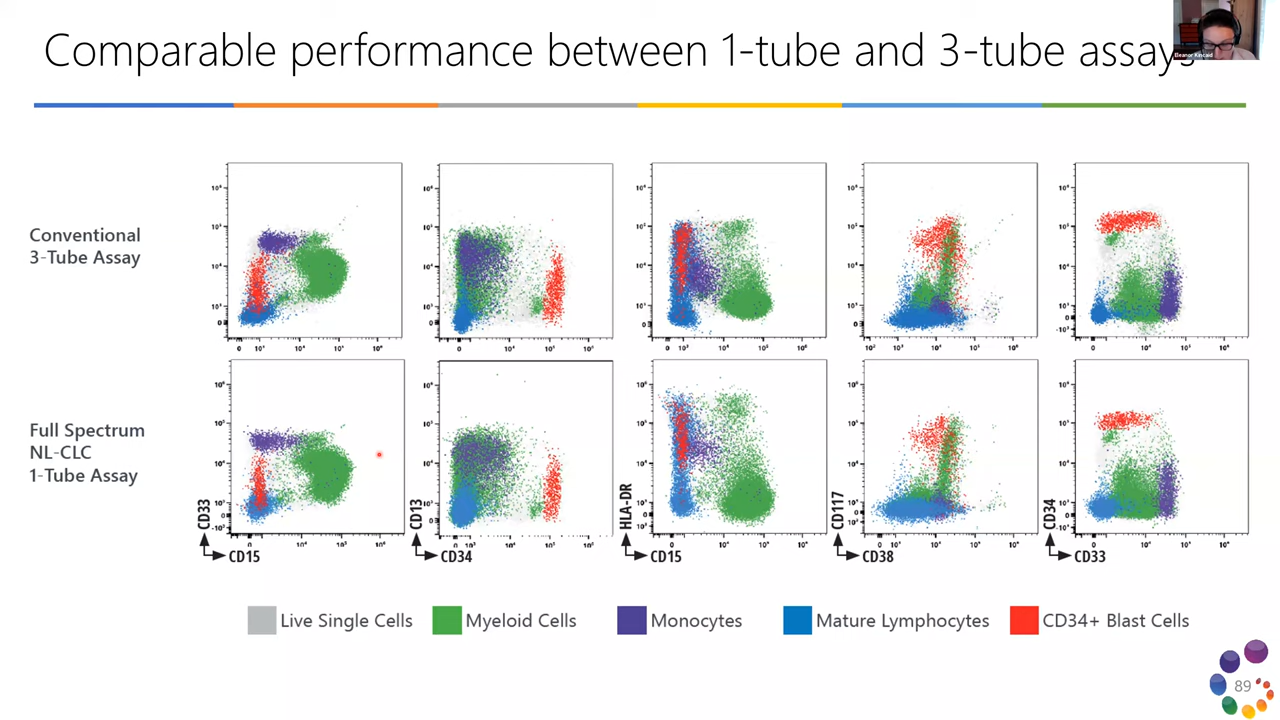 Comparable performance between 1-tube and 3-tube assays
Eleanor Kincaid
Conventional
3-Tube Assay
Full Spectrum
NL-CLC
1-Tube Assay
CD33
CD15
CD13
CD34
HLA-DR
CD15
CD117
CD38
CD34
CD33
Live Single Cells
Myeloid Cells
Monocytes
Mature Lymphocytes
CD34+ Blast Cells
89